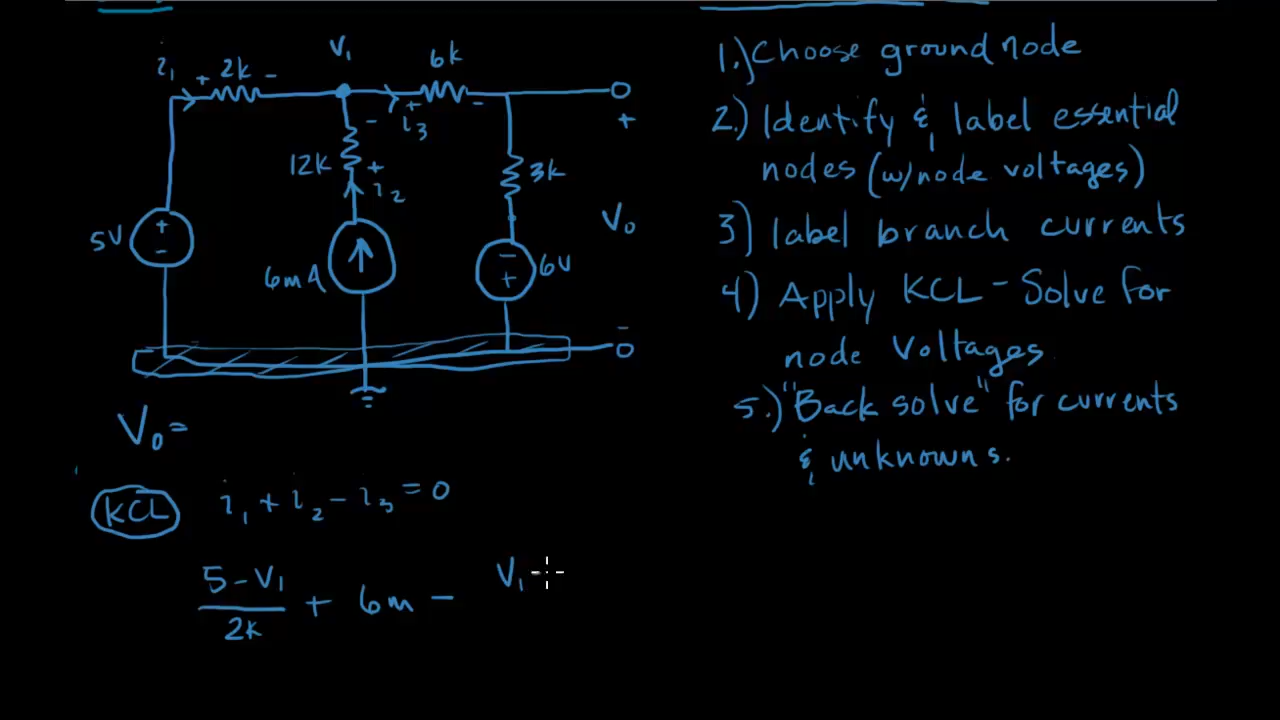 i₁ + 2k - V₁ 6k
+ i₃ - +
12k - + i₂ 3k
5V + - 6mA - + 6V V₀
-
V₀ =
KCL i₁ + i₂ - i₃ = 0
5 - V₁ / 2k + 6m - V₁ -
1.) Choose ground node
2.) Identify & label essential
nodes (w/node voltages)
3) label branch currents
4) Apply KCL - Solve for
node Voltages
5.) "Back solve" for currents
& unknowns.